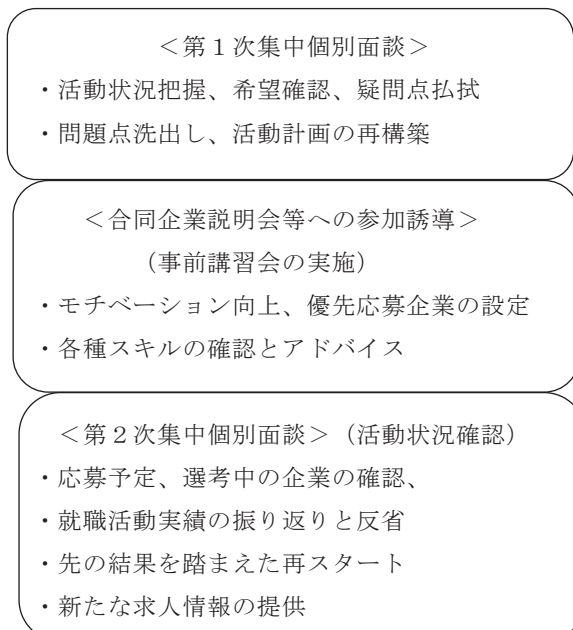 ＜第１次集中個別面談＞
・活動状況把握、希望確認、疑問点払拭
・問題点洗出し、活動計画の再構築
＜合同企業説明会等への参加誘導＞
（事前講習会の実施）
・モチベーション向上、優先応募企業の設定
・各種スキルの確認とアドバイス
＜第２次集中個別面談＞（活動状況確認）
・応募予定、選考中の企業の確認、
・就職活動実績の振り返りと反省
・先の結果を踏まえた再スタート
・新たな求人情報の提供